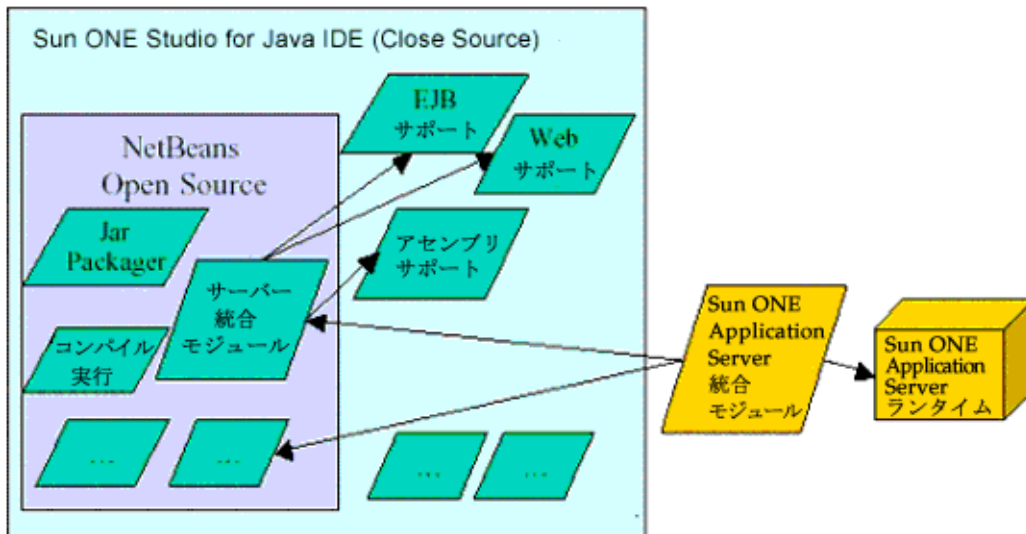 Sun ONE Studio for Java IDE (Close Source)
EJB
サポート
Web
サポート
NetBeans
Open Source
Jar
Packager
アセンブリ
サポート
サーバー
統合
モジュール
コンパイル
実行
...
...
...
...
Sun ONE
Application
Server
統合
モジュール
Sun ONE
Application
Server
ランタイム